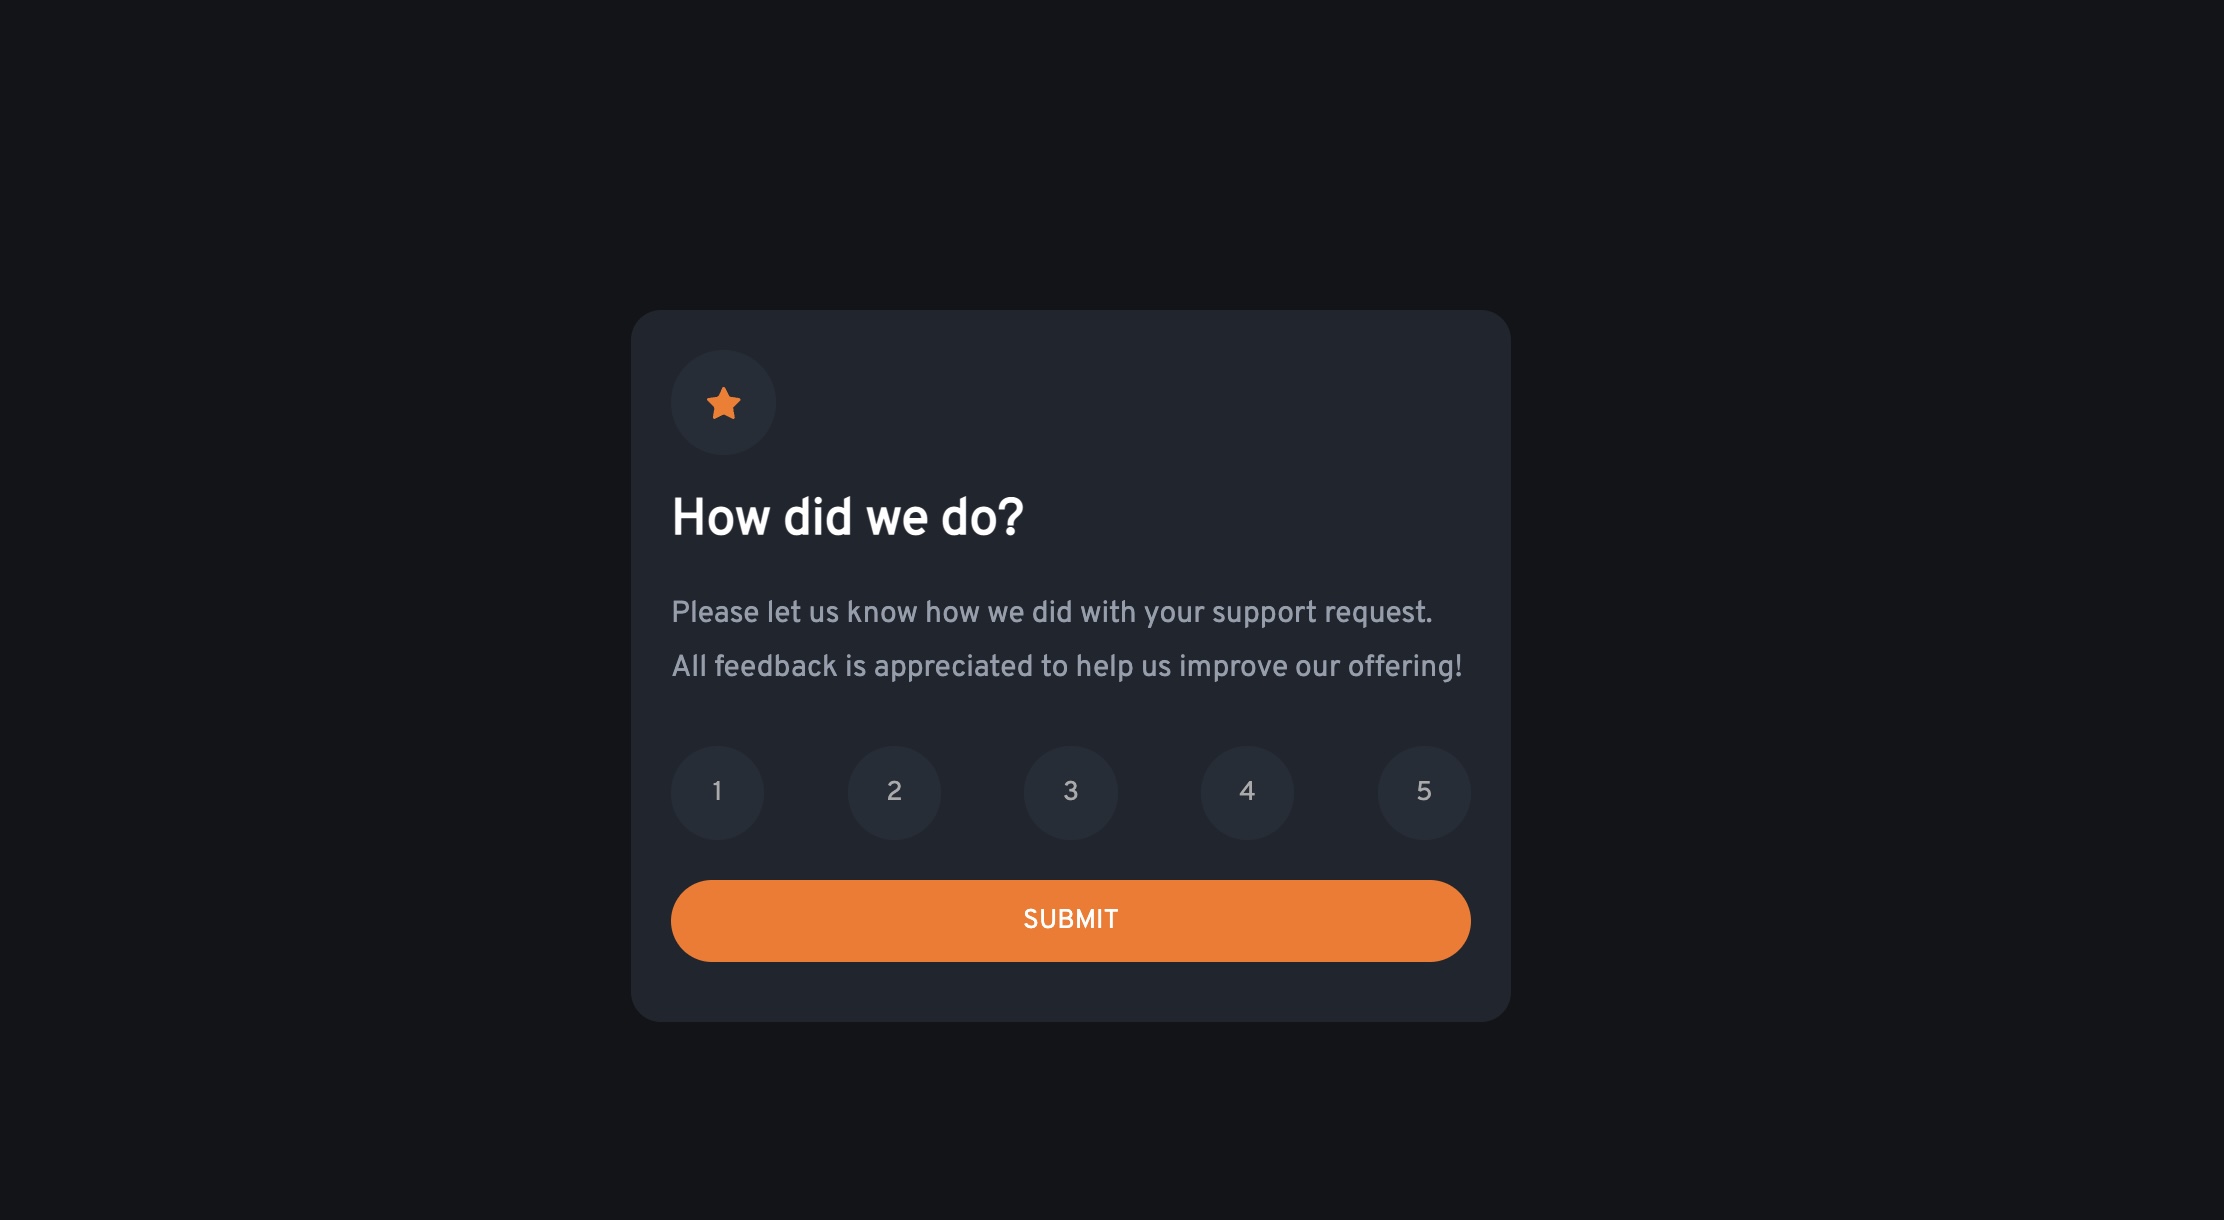 How did we do?
Please let us know how we did with your support request.
All feedback is appreciated to help us improve our offering!
1
2
3
4
5
SUBMIT